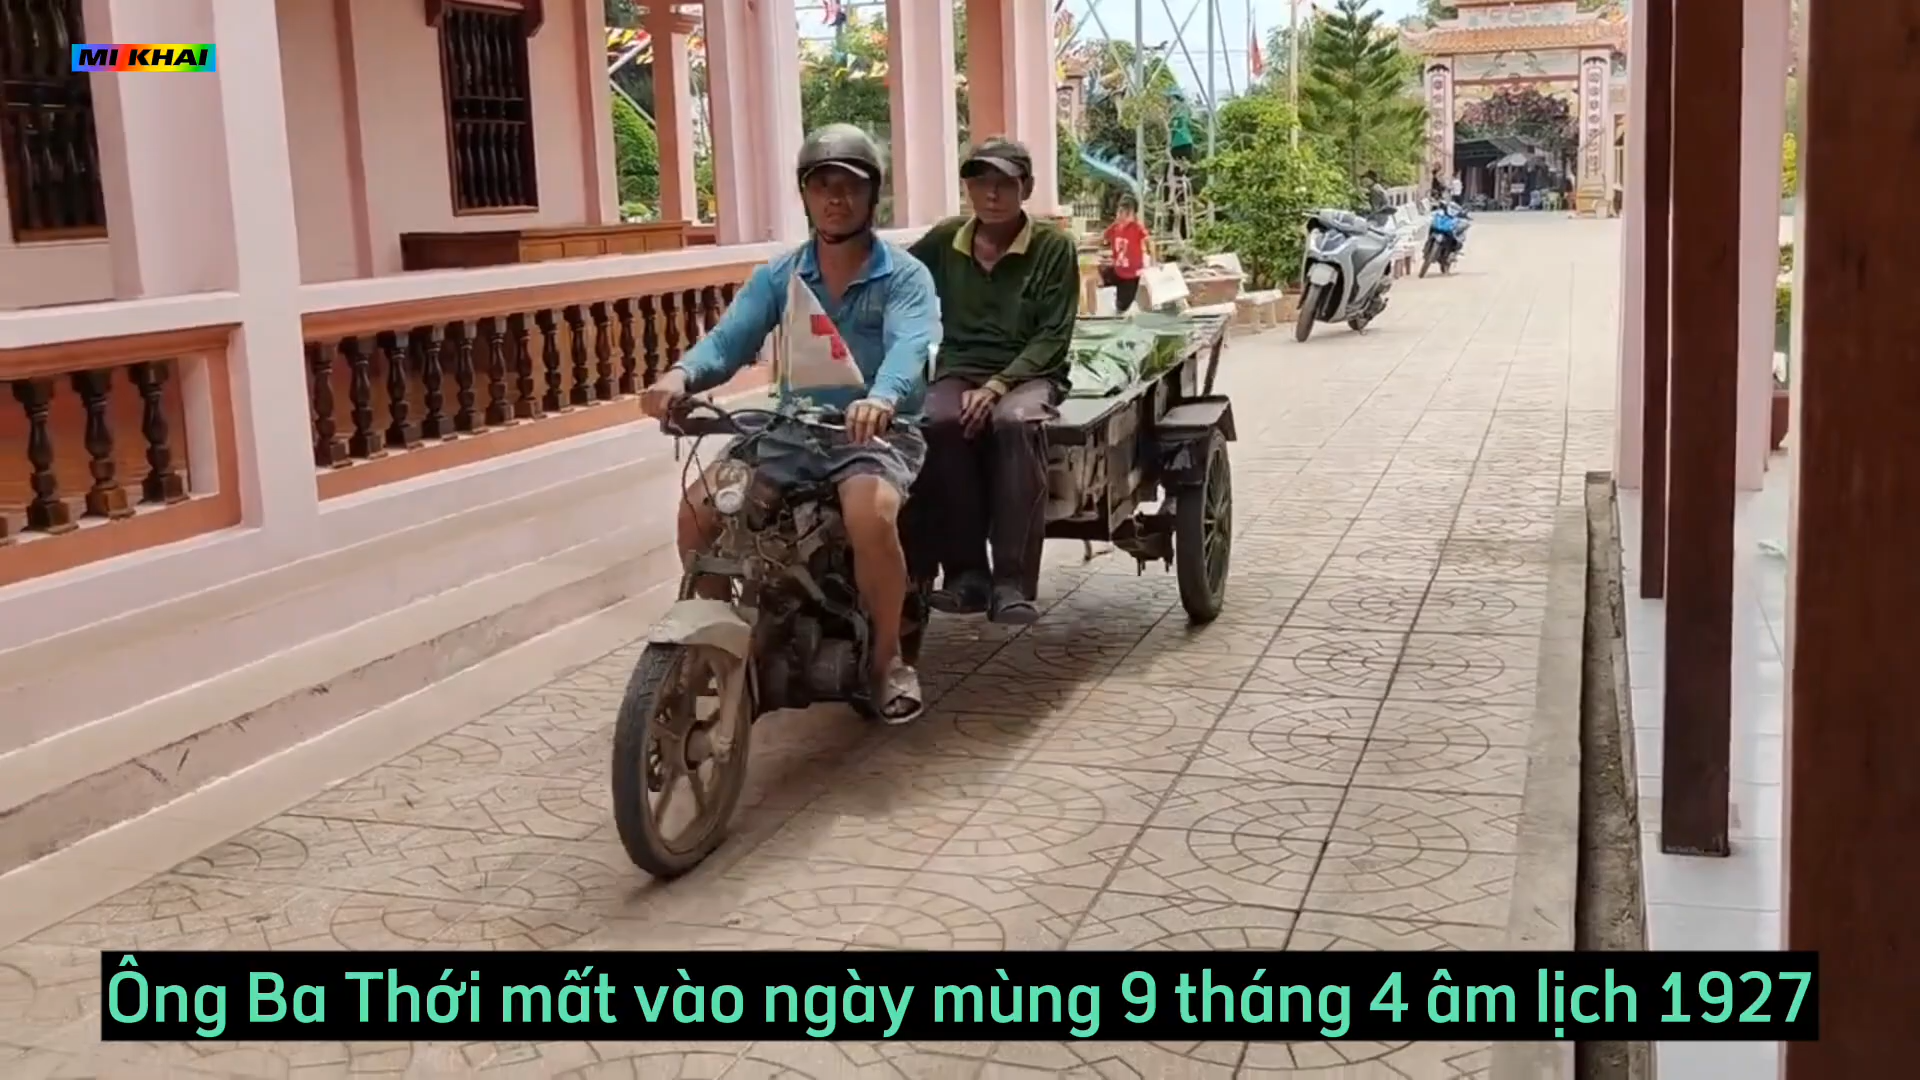 MI KHAI
Ông Ba Thới mất vào ngày mùng 9 tháng 4 âm lịch 1927